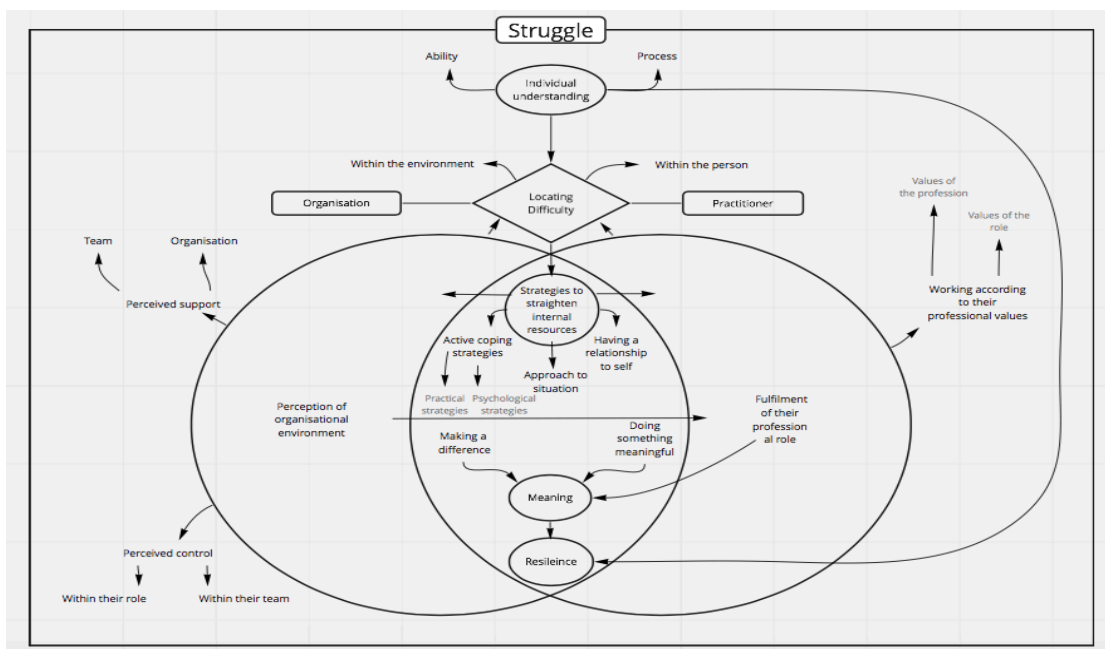 Struggle
Ability
Process
Individual
understanding
Within the environment
Within the person
Locating
Difficulty
Organisation
Practitioner
Values of
the profession
Values of the
role
Team
Organisation
Perceived support
Working according
to their
professional values
Strategies to
straighten
internal
resources
Active coping
strategies
Having a
relationship
to self
Approach to
situation
Practical
strategies
Psychological
strategies
Perception of
organisational
environment
Fulfilment
of their
profession
al role
Making a
difference
Doing
something
meaningful
Meaning
Resileince
Perceived control
Within their role
Within their team